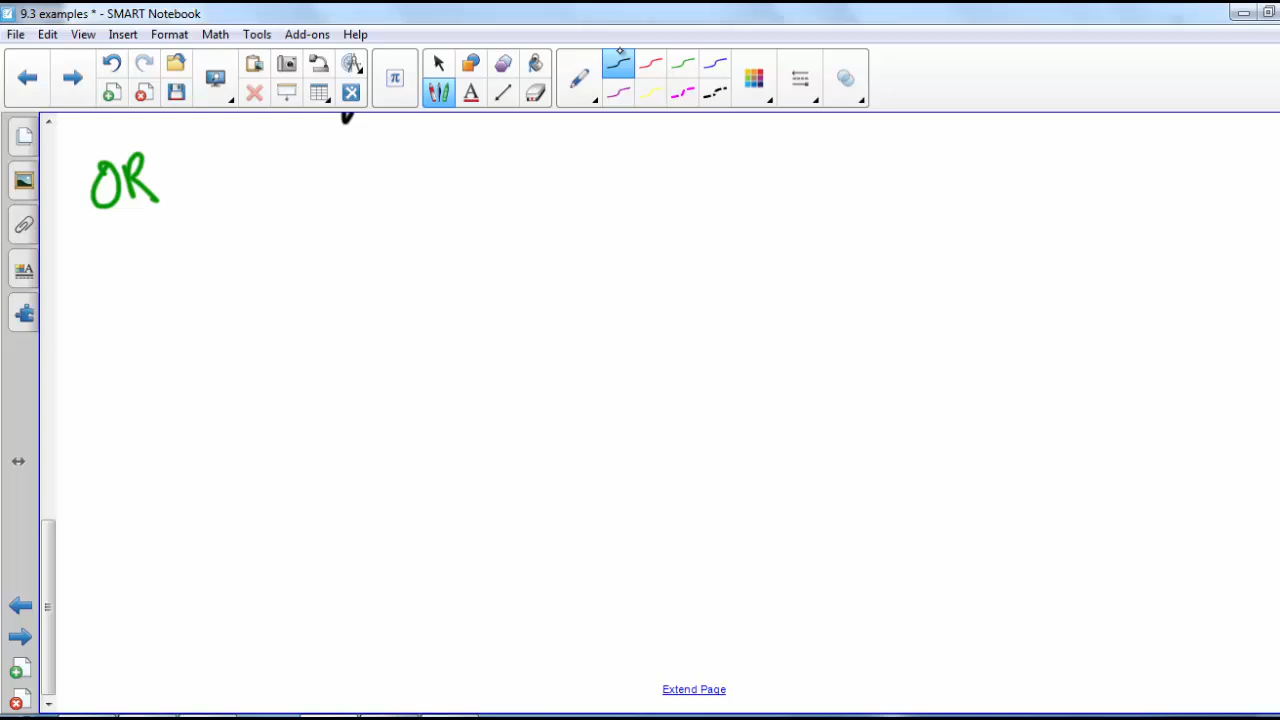 9.3 examples * - SMART Notebook
File Edit View Insert Format Math Tools Add-ons Help
π
A
A
OR
Extend Page